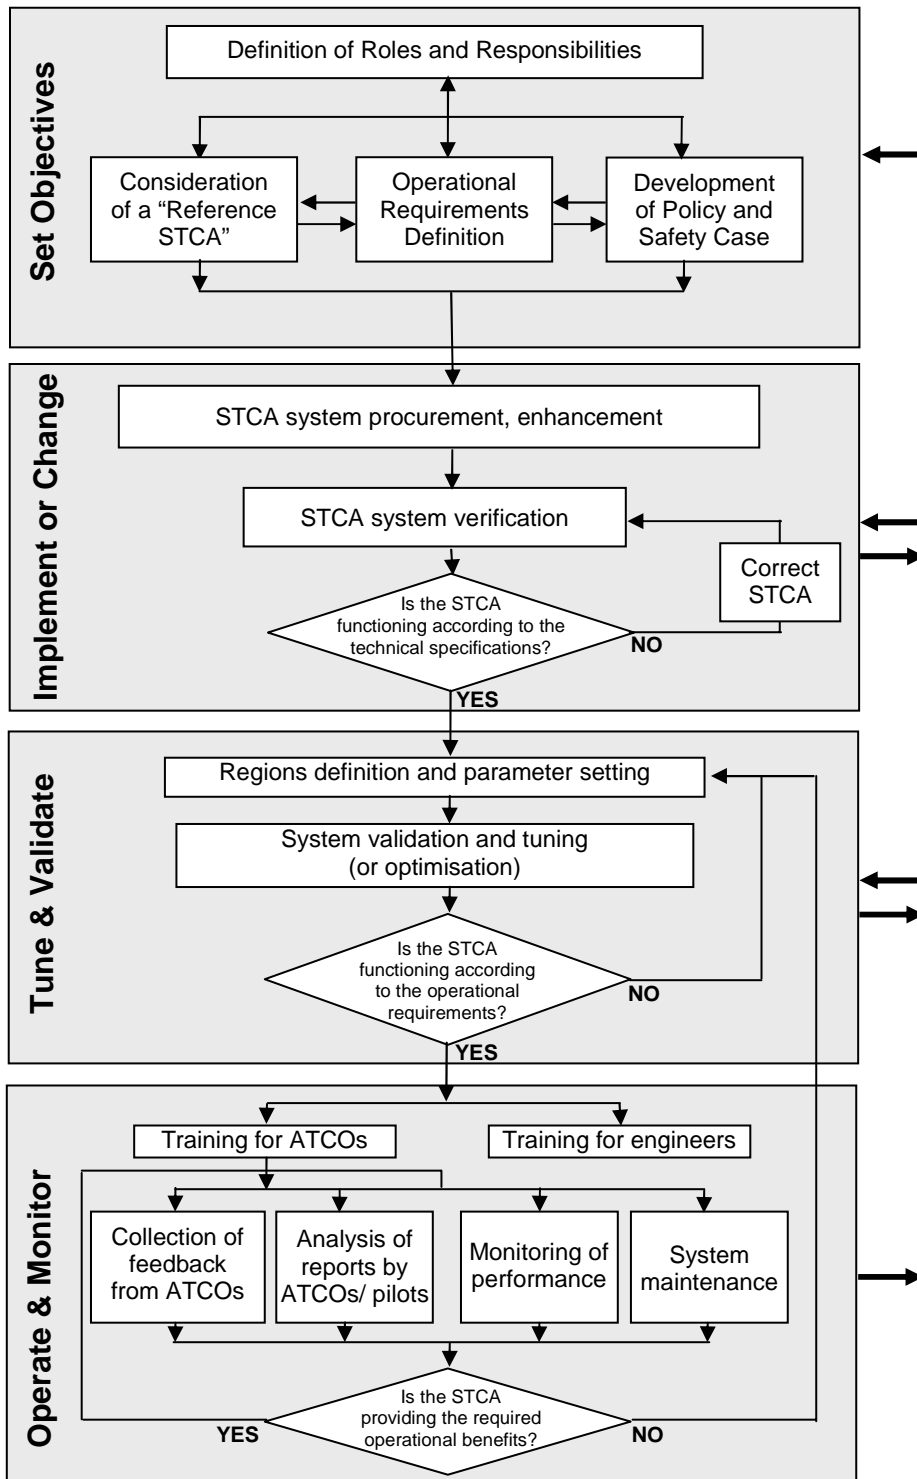 Set Objectives
Definition of Roles and Responsibilities
Consideration
of a “Reference
STCA”
Operational
Requirements
Definition
Development
of Policy and
Safety Case
Implement or Change
STCA system procurement, enhancement
STCA system verification
Correct
STCA
Is the STCA
functioning according to the
technical specifications?
NO
YES
Tune & Validate
Regions definition and parameter setting
System validation and tuning
(or optimisation)
Is the STCA
functioning according
to the operational
requirements?
NO
YES
Operate & Monitor
Training for ATCOs
Training for engineers
Collection of
feedback
from ATCOs
Analysis of
reports by
ATCOs/ pilots
Monitoring of
performance
System
maintenance
Is the STCA
providing the required
operational benefits?
YES
NO